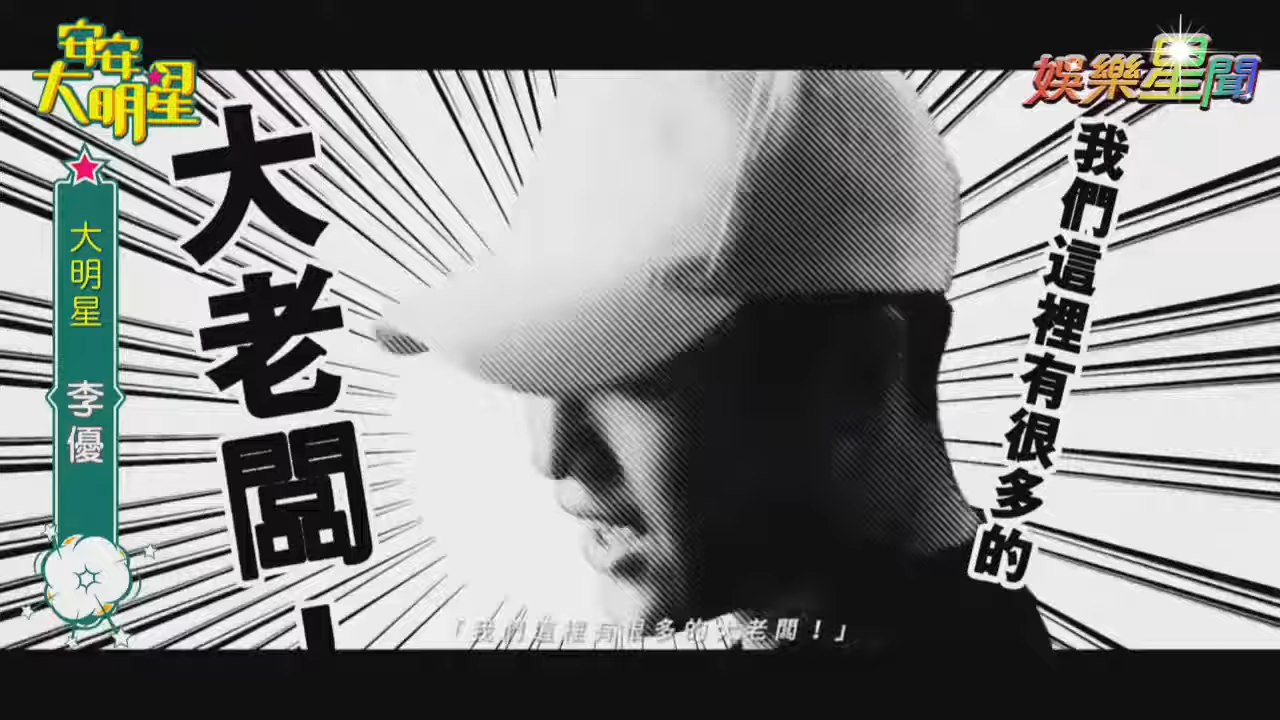 安安
大明星
娛樂星聞
大明星 李優
我們這裡有很多的
大老闆！
「我們這裡有很多的大老闆！」